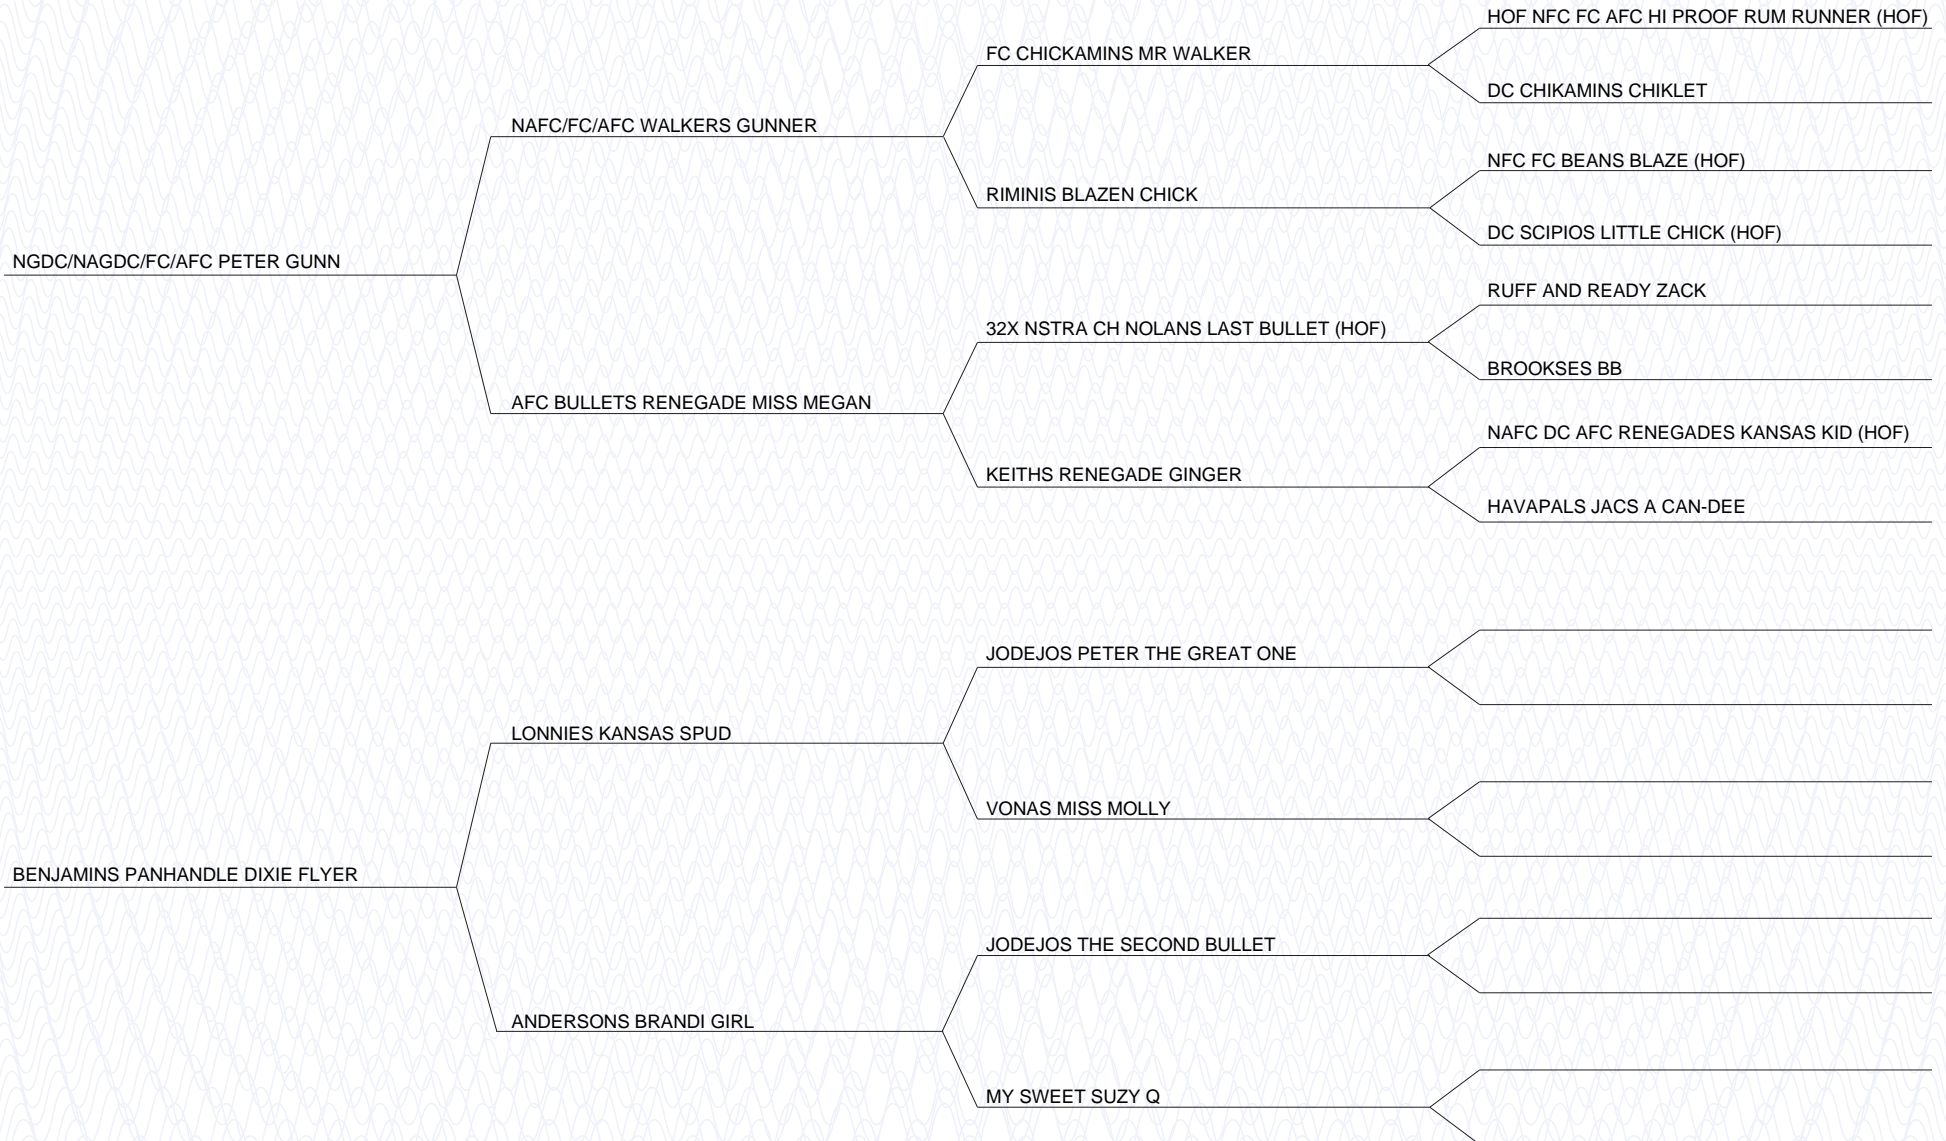 HOF NFC FC AFC HI PROOF RUM RUNNER (HOF)
FC CHICKAMINS MR WALKER
DC CHIKAMINS CHIKLET
NAFC/FC/AFC WALKERS GUNNER
NFC FC BEANS BLAZE (HOF)
RIMINIS BLAZEN CHICK
DC SCIPIOS LITTLE CHICK (HOF)
NGDC/NAGDC/FC/AFC PETER GUNN
RUFF AND READY ZACK
32X NSTRA CH NOLANS LAST BULLET (HOF)
BROOKSES BB
AFC BULLETS RENEGADE MISS MEGAN
NAFC DC AFC RENEGADES KANSAS KID (HOF)
KEITHS RENEGADE GINGER
HAVAPALS JACS A CAN-DEE
JODEJOS PETER THE GREAT ONE
LONNIES KANSAS SPUD
VONAS MISS MOLLY
BENJAMINS PANHANDLE DIXIE FLYER
JODEJOS THE SECOND BULLET
ANDERSONS BRANDI GIRL
MY SWEET SUZY Q